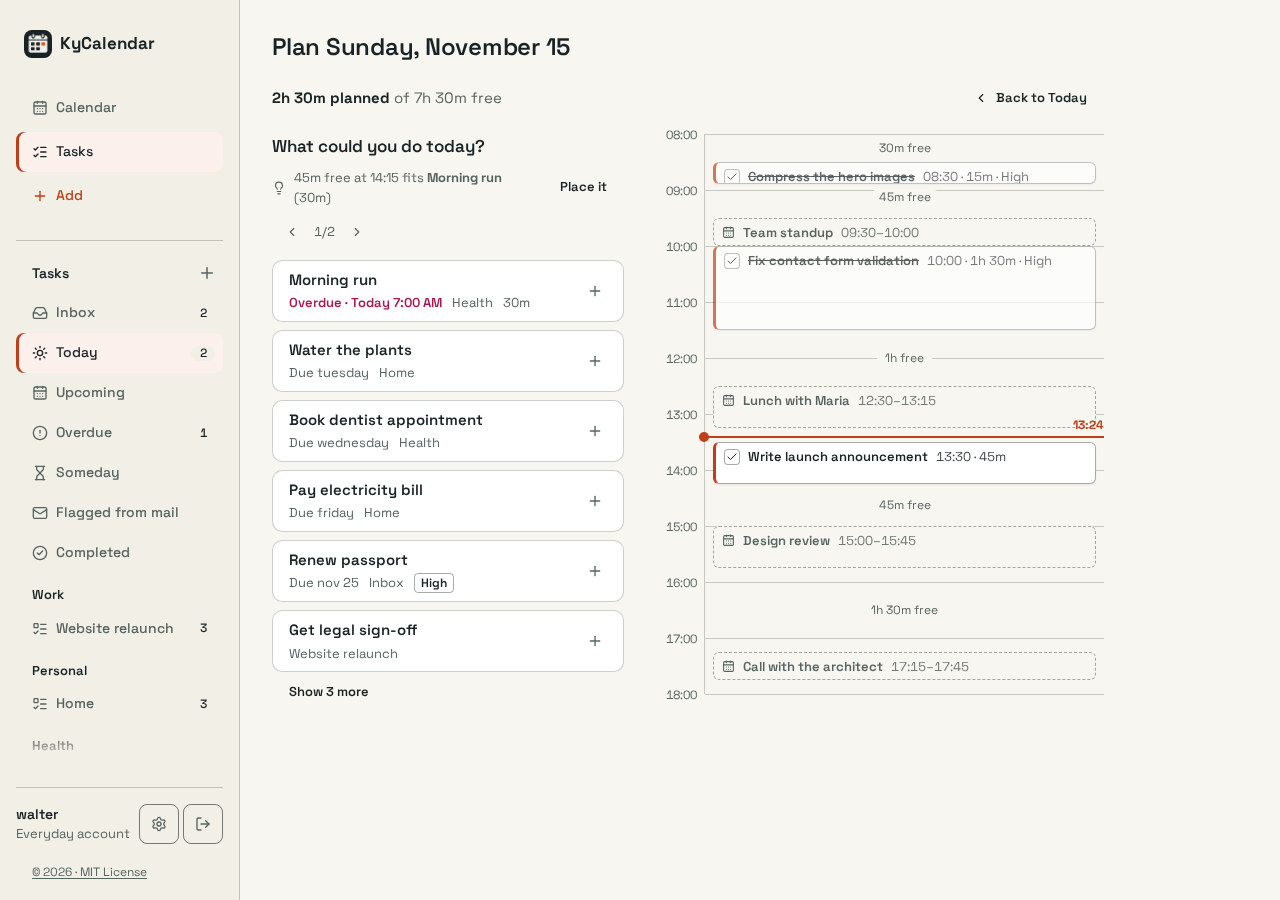 KyCalendar
Calendar
Tasks
Add
Tasks
Inbox 2
Today 2
Upcoming
Overdue 1
Someday
Flagged from mail
Completed
Work
Website relaunch 3
Personal
Home 3
Health
walter
Everyday account
© 2026 · MIT License
Plan Sunday, November 15
2h 30m planned of 7h 30m free
Back to Today
What could you do today?
45m free at 14:15 fits Morning run
(30m)
Place it
1/2
Morning run
Overdue · Today 7:00 AM Health 30m
Water the plants
Due tuesday Home
Book dentist appointment
Due wednesday Health
Pay electricity bill
Due friday Home
Renew passport
Due nov 25 Inbox High
Get legal sign-off
Website relaunch
Show 3 more
08:00
30m free
Compress the hero images 08:30 · 15m · High
09:00
45m free
Team standup 09:30–10:00
10:00
Fix contact form validation 10:00 · 1h 30m · High
11:00
12:00
1h free
Lunch with Maria 12:30–13:15
13:00
13:24
Write launch announcement 13:30 · 45m
14:00
45m free
15:00
Design review 15:00–15:45
16:00
1h 30m free
17:00
Call with the architect 17:15–17:45
18:00